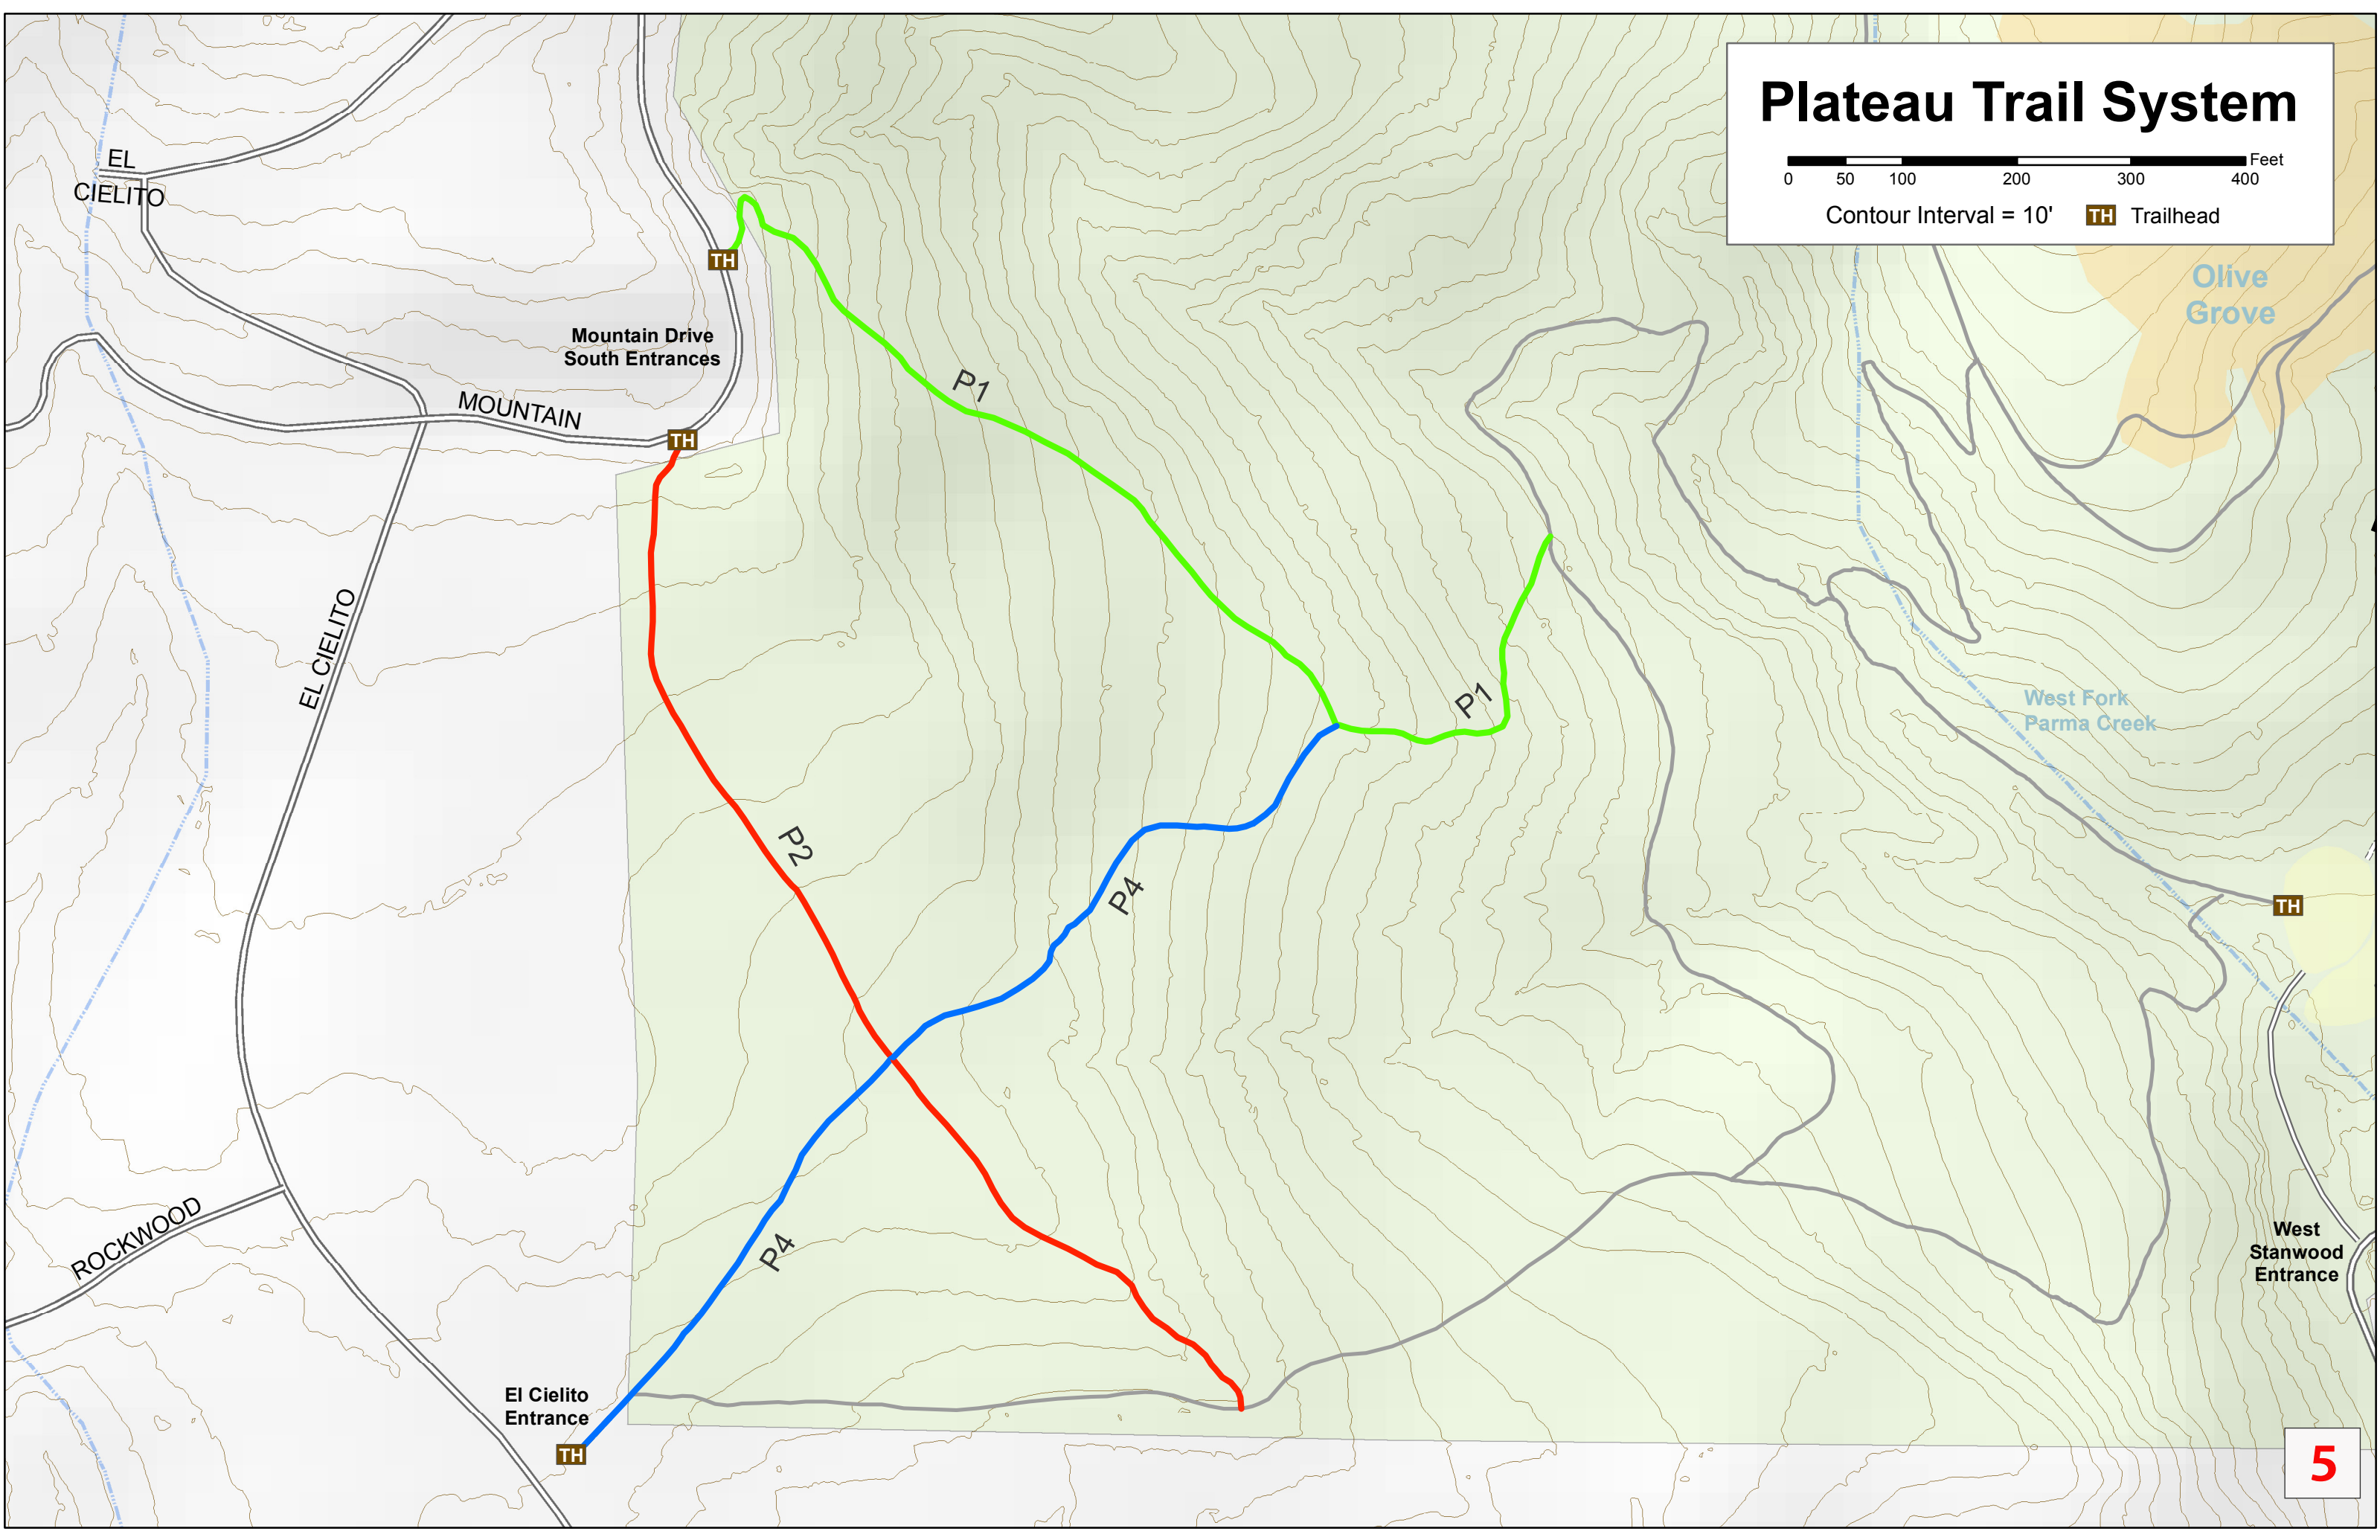 Plateau Trail System
Feet
0 50 100 200 300 400
Contour Interval = 10' TH Trailhead
EL
CIELITO
TH
Mountain Drive
South Entrances
MOUNTAIN
TH
P1
Olive
Grove
EL CIELITO
P1
West Fork
Parma Creek
P2
P4
TH
ROCKWOOD
P4
West
Stanwood
Entrance
El Cielito
Entrance
TH
5